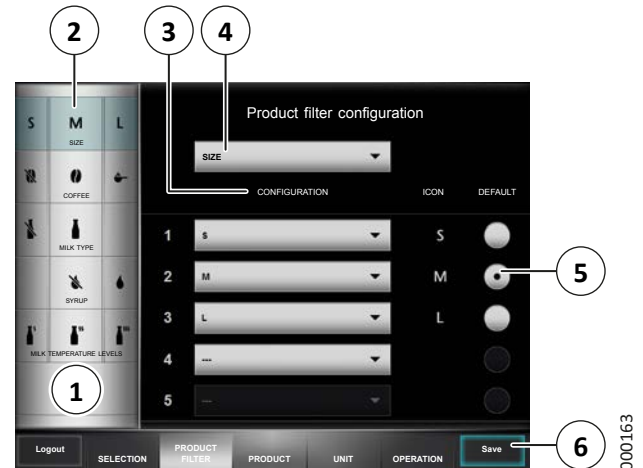 2
3
4
S M L
SIZE
COFFEE
MILK TYPE
SYRUP
MILK TEMPERATURE LEVELS
1
Product filter configuration
SIZE
CONFIGURATION ICON DEFAULT
1 S S
2 M M
3 L L
4 ---
5 ---
5
Logout
SELECTION
PRODUCT
FILTER
PRODUCT
UNIT
OPERATION
Save
6
000163